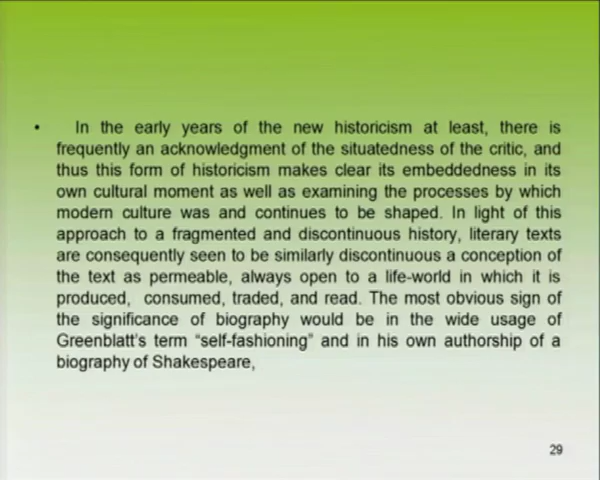 • In the early years of the new historicism at least, there is
frequently an acknowledgment of the situatedness of the critic, and
thus this form of historicism makes clear its embeddedness in its
own cultural moment as well as examining the processes by which
modern culture was and continues to be shaped. In light of this
approach to a fragmented and discontinuous history, literary texts
are consequently seen to be similarly discontinuous a conception of
the text as permeable, always open to a life-world in which it is
produced, consumed, traded, and read. The most obvious sign of
the significance of biography would be in the wide usage of
Greenblatt's term "self-fashioning" and in his own authorship of a
biography of Shakespeare,
29